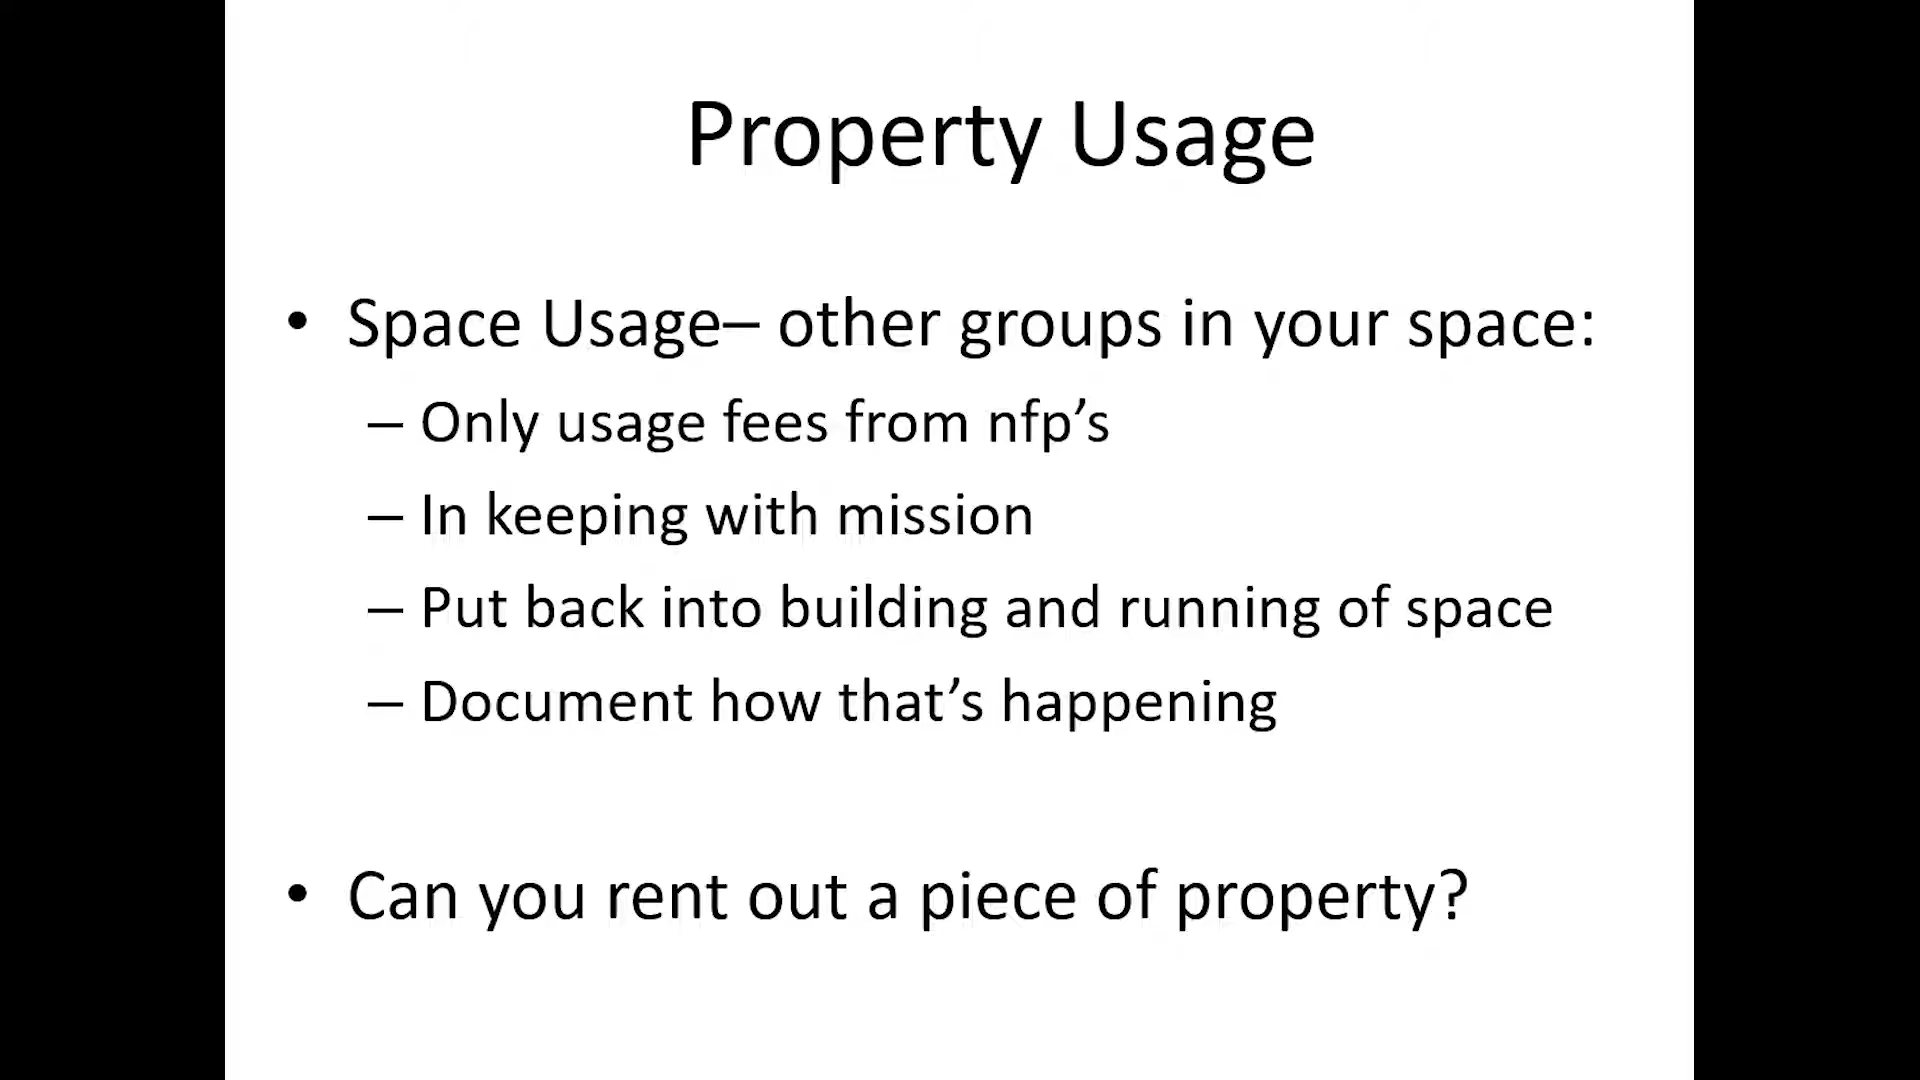 Property Usage
• Space Usage– other groups in your space:
– Only usage fees from nfp’s
– In keeping with mission
– Put back into building and running of space
– Document how that’s happening
• Can you rent out a piece of property?